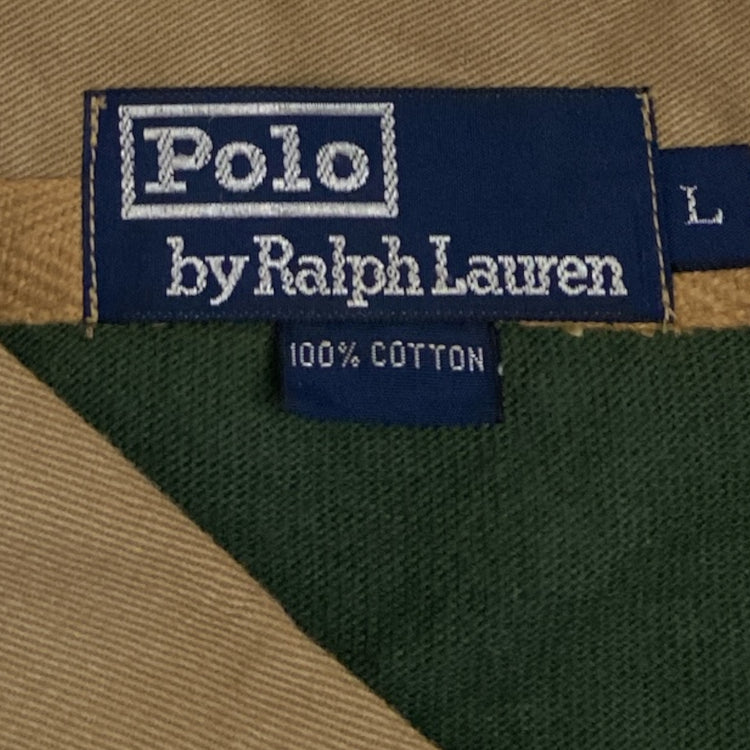 Polo
by Ralph Lauren
L
100% COTTON